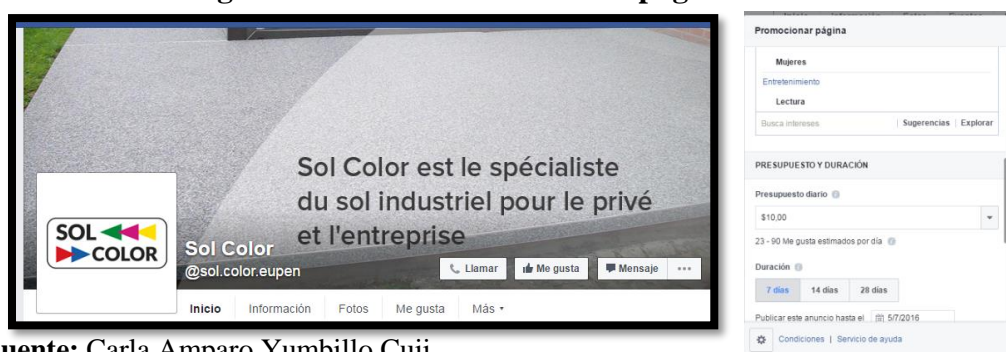 Sol Color est le spécialiste
du sol industriel pour le privé
et l'entreprise
SOL
COLOR
Sol Color
@sol.color.eupen
Llamar
Me gusta
Mensaje
Inicio Información Fotos Me gusta Más
Carla Amparo Yumbillo Cuji
Promocionar página
Mujeres
Entretenimiento
Lectura
Busca intereses | Sugerencias | Explorar
PRESUPUESTO Y DURACIÓN
Presupuesto diario
$10,00
23 - 90 Me gusta estimados por día
Duración
7 días 14 días 28 días
Publicar este anuncio hasta el 5/7/2016
Condiciones | Servicio de ayuda